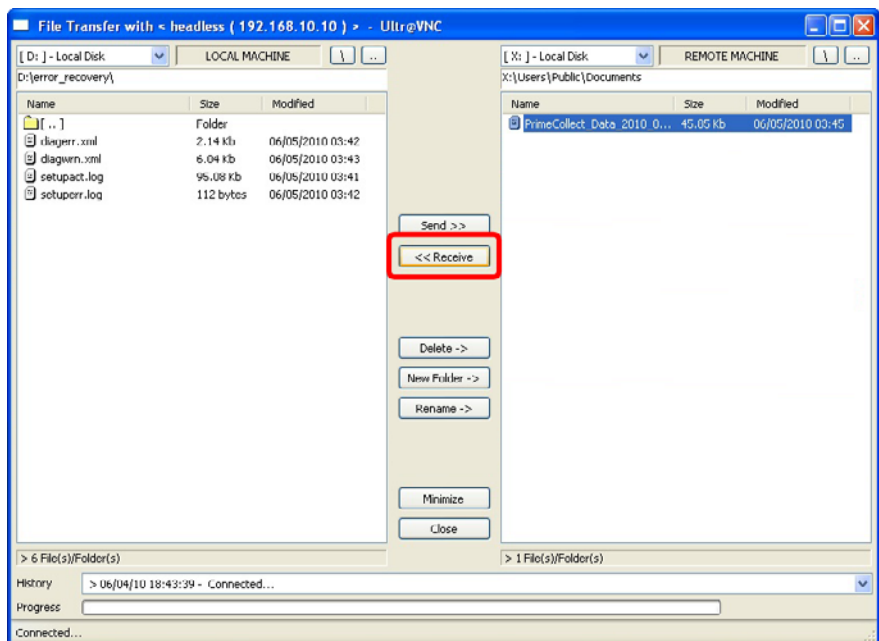 File Transfer with < headless ( 192.168.10.10 ) > - Ultr@VNC
[ D: ] - Local Disk LOCAL MACHINE \ ..
D:\error_recovery\
Name Size Modified
[ .. ] Folder
diagerr.xml 2.14 Kb 06/05/2010 03:42
diagwrn.xml 6.04 Kb 06/05/2010 03:43
setupact.log 95.08 Kb 06/05/2010 03:41
setuperr.log 112 bytes 06/05/2010 03:42
> 6 File(s)/Folder(s)
Send >>
<< Receive
Delete ->
New Folder ->
Rename ->
Minimize
Close
[ X: ] - Local Disk REMOTE MACHINE \ ..
X:\Users\Public\Documents
Name Size Modified
PrimeCollect_Data_2010_0... 45.05 Kb 06/05/2010 03:45
> 1 File(s)/Folder(s)
History > 06/04/10 18:43:39 - Connected...
Progress
Connected...